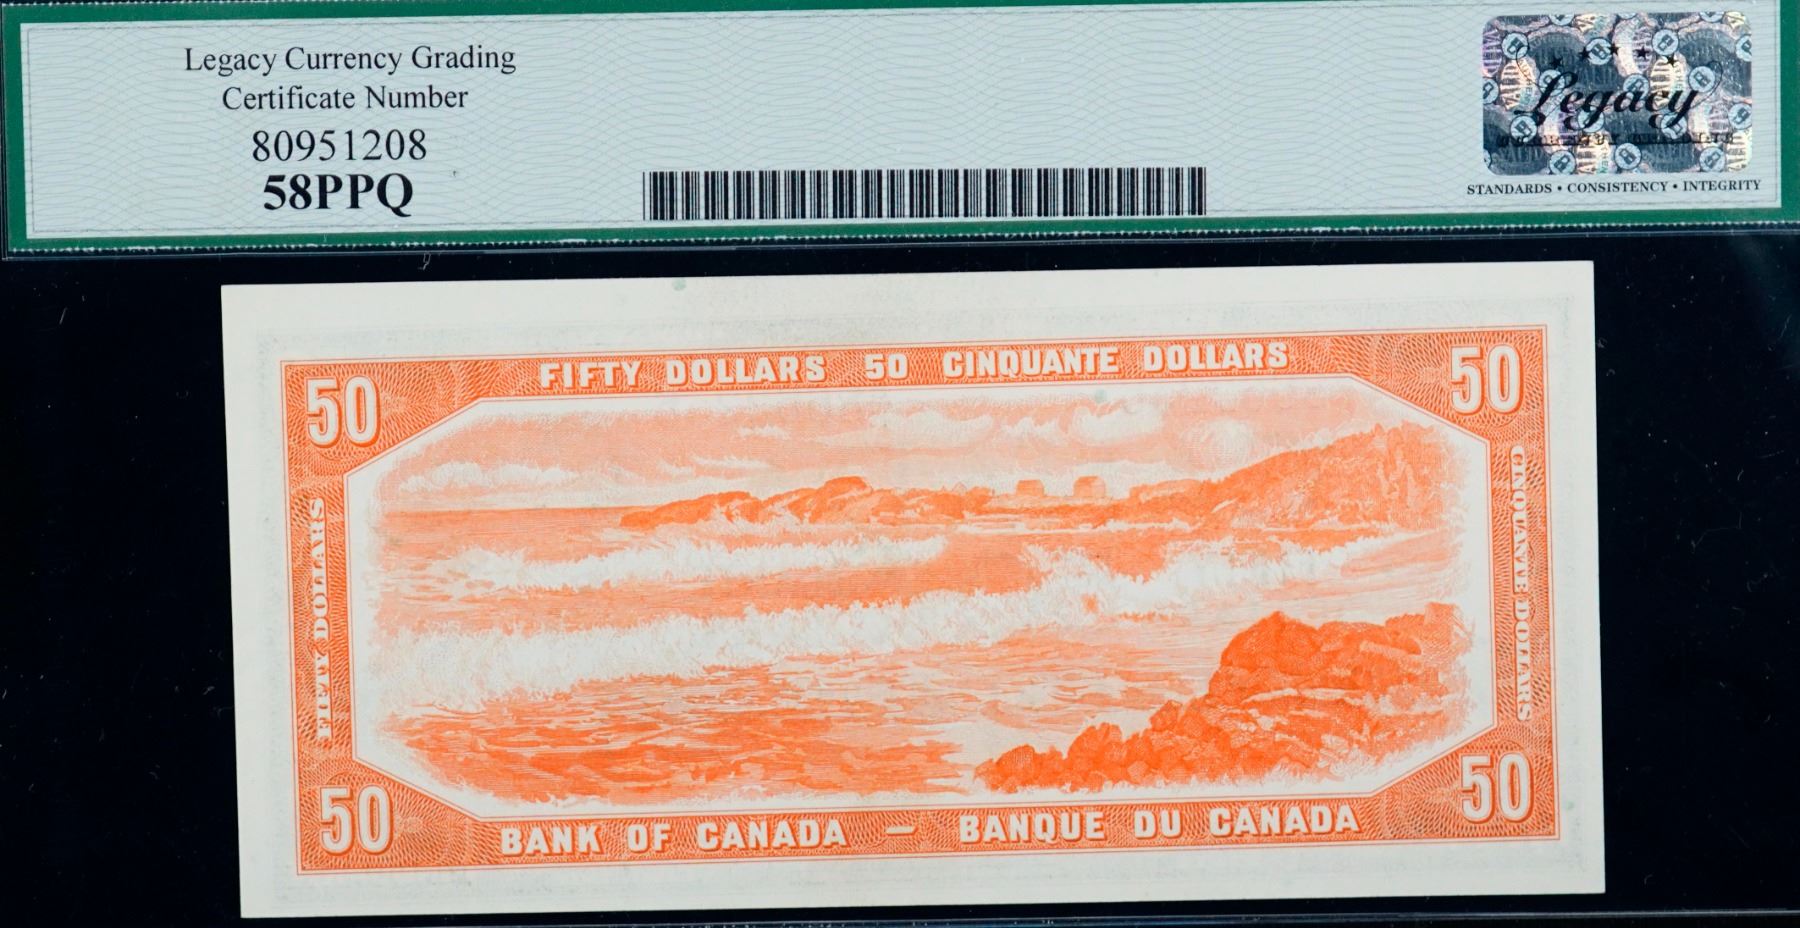 Legacy Currency Grading
Certificate Number
80951208
58PPQ
Legacy
STANDARDS • CONSISTENCY • INTEGRITY
FIFTY DOLLARS 50 CINQUANTE DOLLARS
50
50
FIFTY DOLLARS
CINQUANTE DOLLARS
50
50
BANK OF CANADA — BANQUE DU CANADA